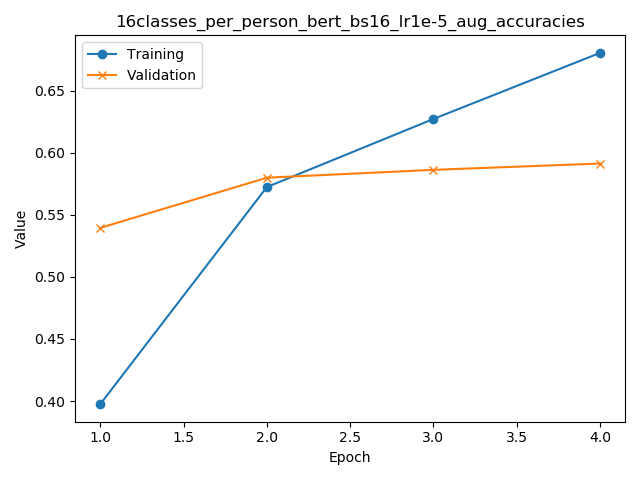 16classes_per_person_bert_bs16_lr1e-5_aug_accuracies
Training
Validation
Value
0.65
0.60
0.55
0.50
0.45
0.40
1.0 1.5 2.0 2.5 3.0 3.5 4.0
Epoch